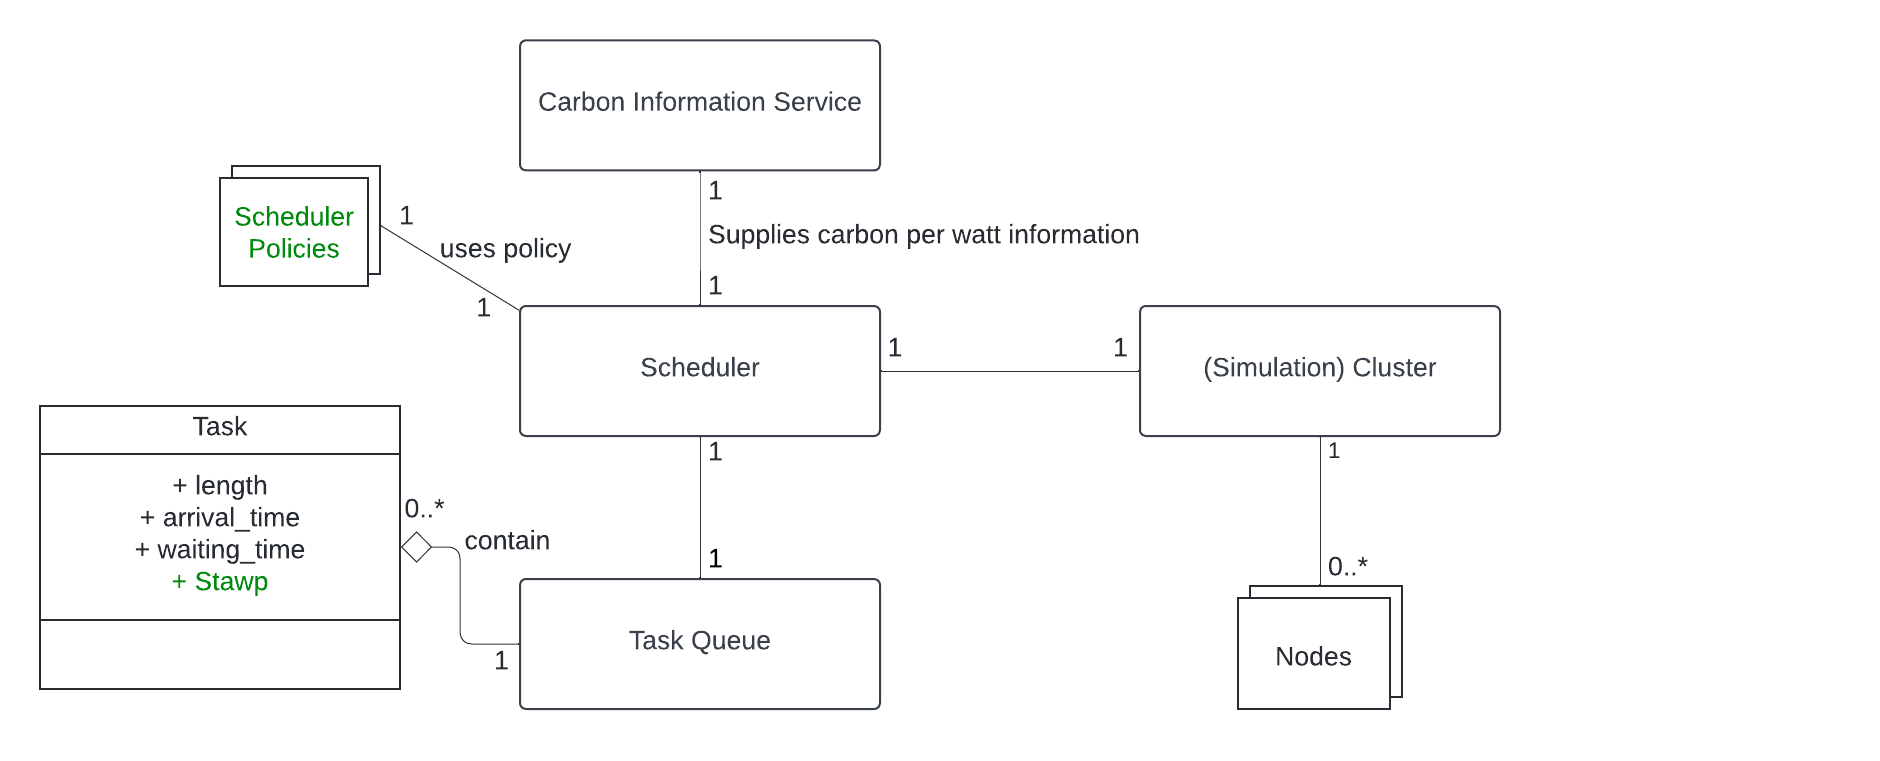 Carbon Information Service
1
Supplies carbon per watt information
1
Scheduler
Policies
1
uses policy
1
Scheduler
1
1
(Simulation) Cluster
1
1
Task
+ length
+ arrival_time
+ waiting_time
+ Stawp
0..*
contain
1
1
Task Queue
0..*
Nodes